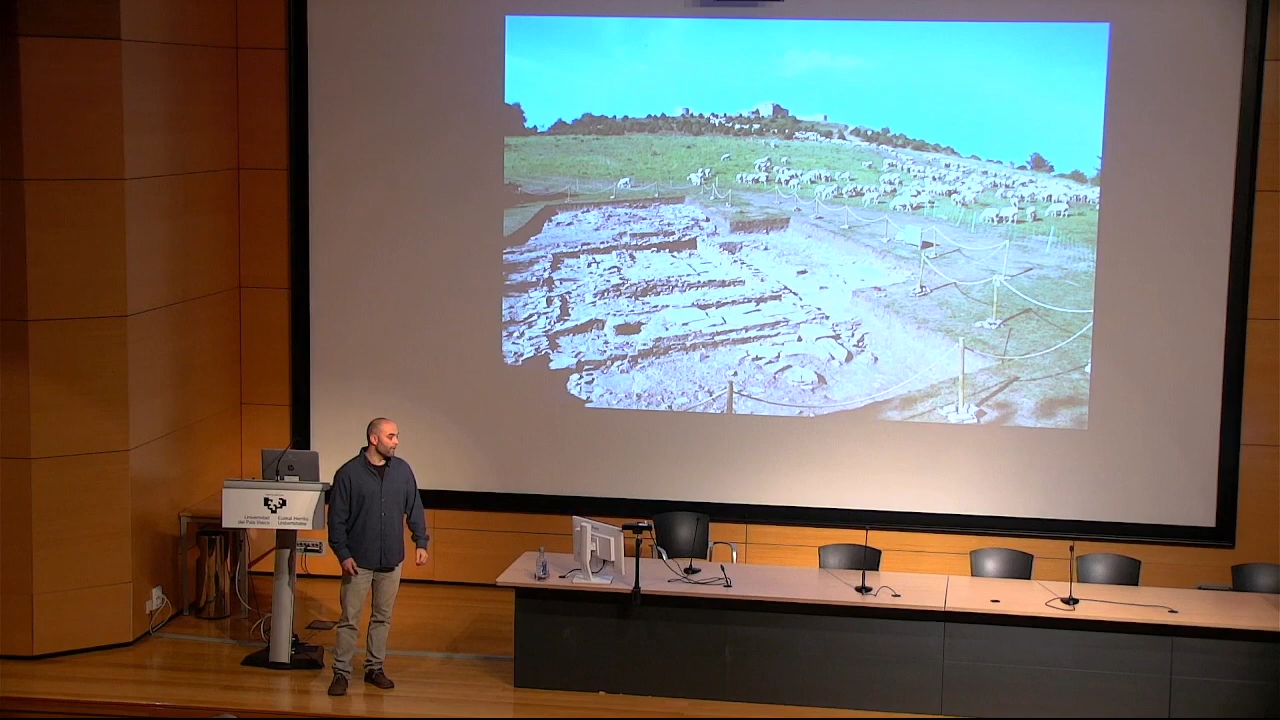 Universidad
del País Vasco
Euskal Herriko
Unibertsitatea